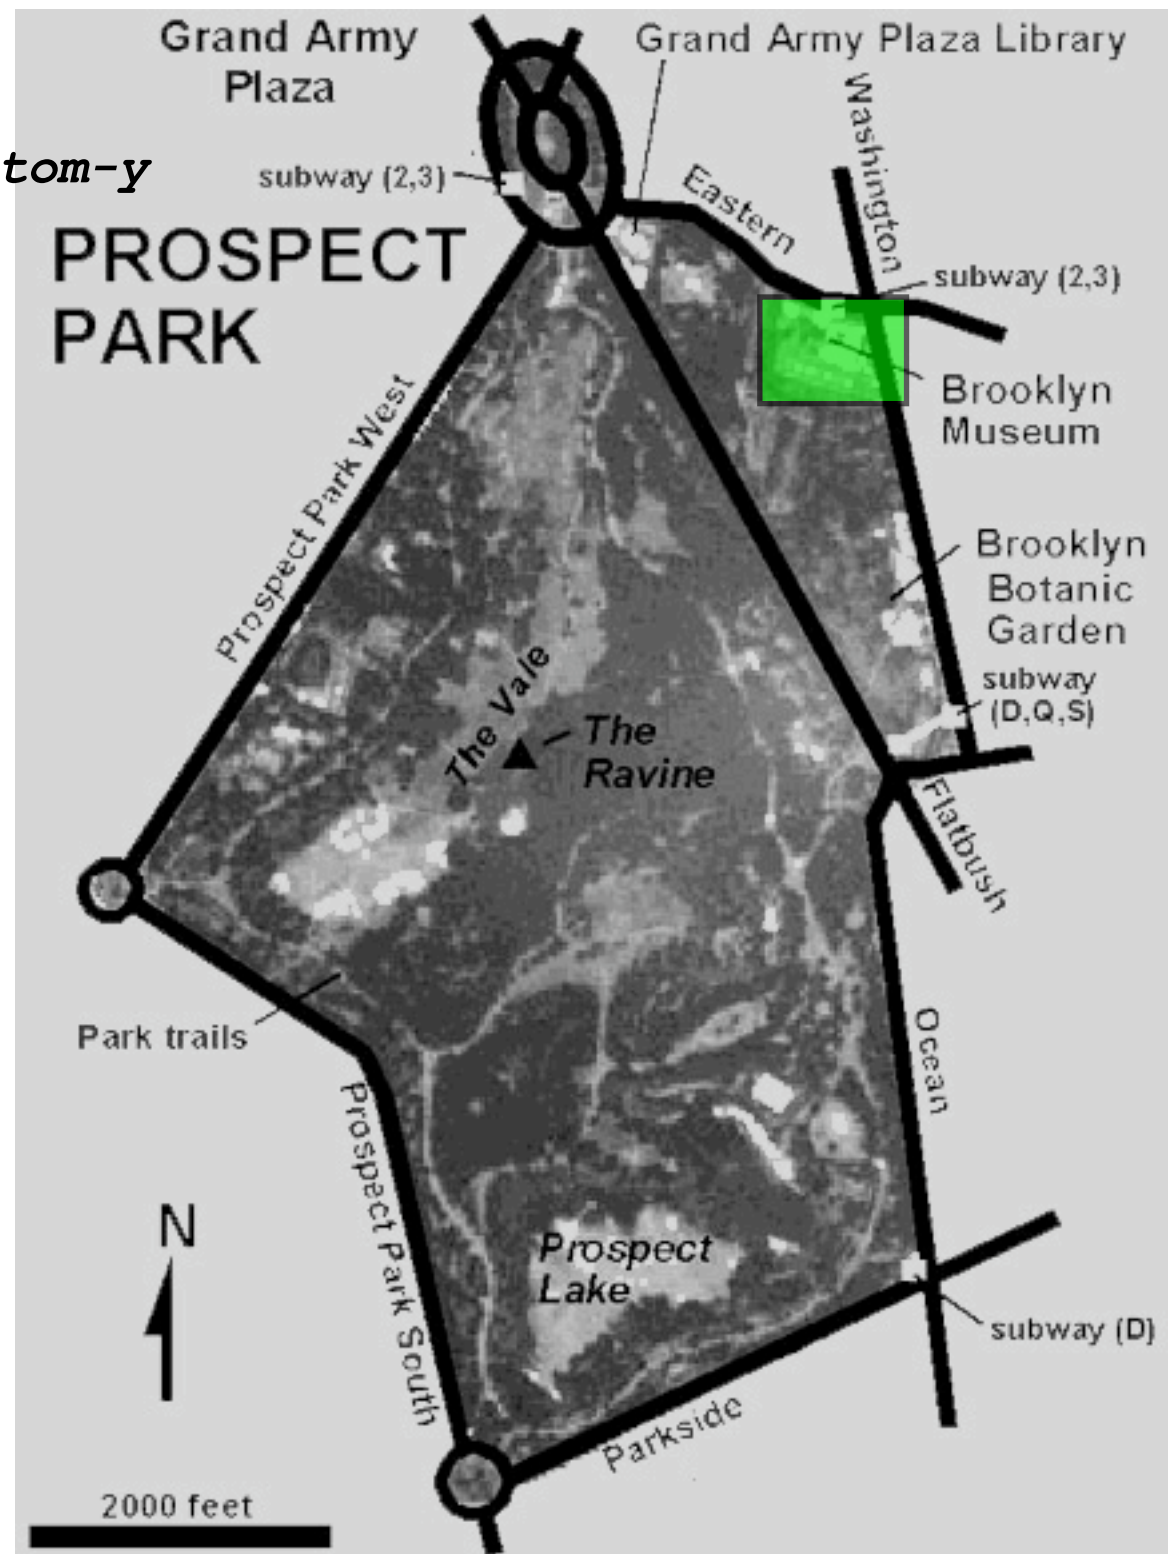 Grand Army
Plaza
Grand Army Plaza Library
Washington
tom-y
subway (2,3)
Eastern
PROSPECT
PARK
subway (2,3)
Brooklyn
Museum
Prospect Park West
Brooklyn
Botanic
Garden
subway
(D,Q,S)
The Vale
The
Ravine
Flatbush
Park trails
Ocean
Prospect Park South
N
Prospect
Lake
subway (D)
Parkside
2000 feet